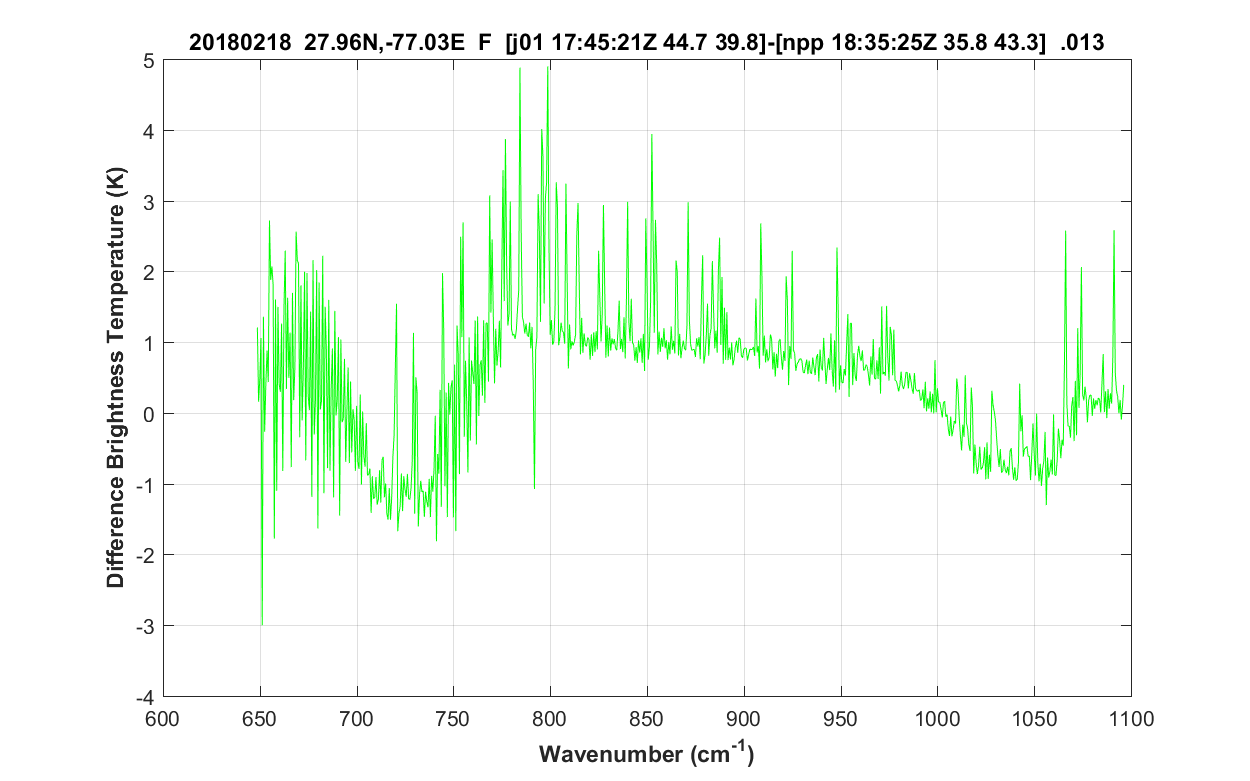 20180218 27.96N,-77.03E F [j01 17:45:21Z 44.7 39.8]-[npp 18:35:25Z 35.8 43.3] .013
5
4
3
2
1
0
-1
-2
-3
-4
Difference Brightness Temperature (K)
600 650 700 750 800 850 900 950 1000 1050 1100
Wavenumber (cm-1)